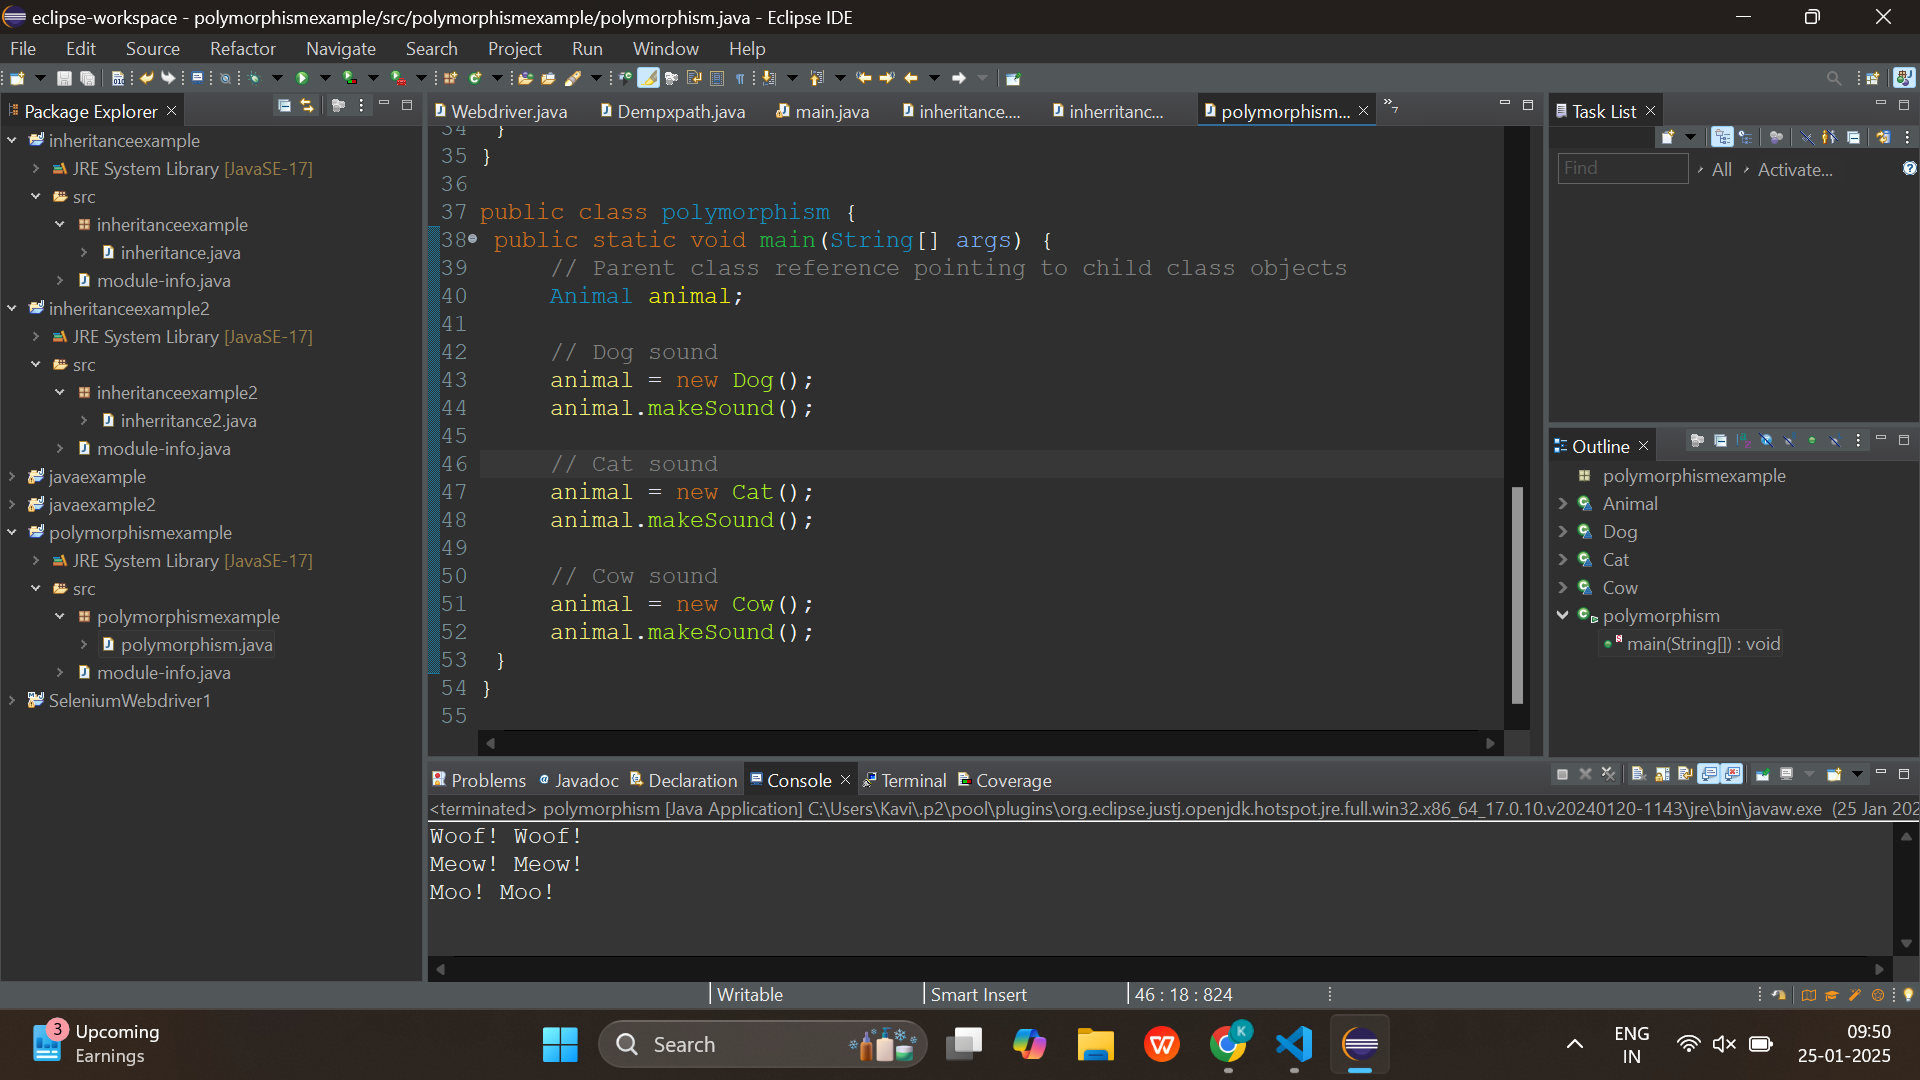 eclipse-workspace - polymorphismexample/src/polymorphismexample/polymorphism.java - Eclipse IDE
File Edit Source Refactor Navigate Search Project Run Window Help
Package Explorer
inheritanceexample
JRE System Library [JavaSE-17]
src
inheritanceexample
inheritance.java
module-info.java
inheritanceexample2
JRE System Library [JavaSE-17]
src
inheritanceexample2
inherritance2.java
module-info.java
javaexample
javaexample2
polymorphismexample
JRE System Library [JavaSE-17]
src
polymorphismexample
polymorphism.java
module-info.java
SeleniumWebdriver1
Webdriver.java Dempxpath.java main.java inheritance.... inherritanc... polymorphism... »7
34 }
35 }
36
37 public class polymorphism {
38 public static void main(String[] args) {
39 // Parent class reference pointing to child class objects
40 Animal animal;
41
42 // Dog sound
43 animal = new Dog();
44 animal.makeSound();
45
46 // Cat sound
47 animal = new Cat();
48 animal.makeSound();
49
50 // Cow sound
51 animal = new Cow();
52 animal.makeSound();
53 }
54 }
55
Task List
Find All Activate...
Outline
polymorphismexample
Animal
Dog
Cat
Cow
polymorphism
main(String[]) : void
Problems Javadoc Declaration Console Terminal Coverage
<terminated> polymorphism [Java Application] C:\Users\Kavi\.p2\pool\plugins\org.eclipse.justj.openjdk.hotspot.jre.full.win32.x86_64_17.0.10.v20240120-1143\jre\bin\javaw.exe (25 Jan 202
Woof! Woof!
Meow! Meow!
Moo! Moo!
Writable Smart Insert 46 : 18 : 824
3 Upcoming
Earnings
Search
K
ENG
IN
09:50
25-01-2025